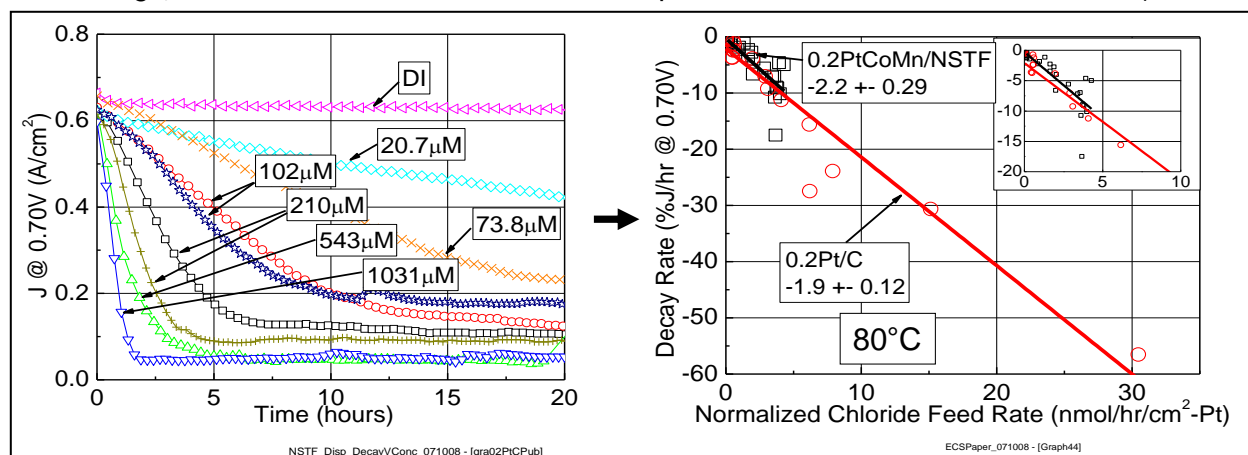 0.8
0.6
0.4
0.2
0.0
J @ 0.70V (A/cm²)
0
5
10
15
20
Time (hours)
DI
20.7µM
102µM
210µM
73.8µM
543µM
1031µM
NSTF_Disp_DecayVConc_071008 - [gra02PtCPub]
0
-10
-20
-30
-40
-50
-60
Decay Rate (%J/hr @ 0.70V)
0
10
20
30
Normalized Chloride Feed Rate (nmol/hr/cm²-Pt)
0.2PtCoMn/NSTF
-2.2 +- 0.29
0.2Pt/C
-1.9 +- 0.12
80°C
0
-5
-10
-15
-20
0
5
10
ECSPaper_071008 - [Graph44]